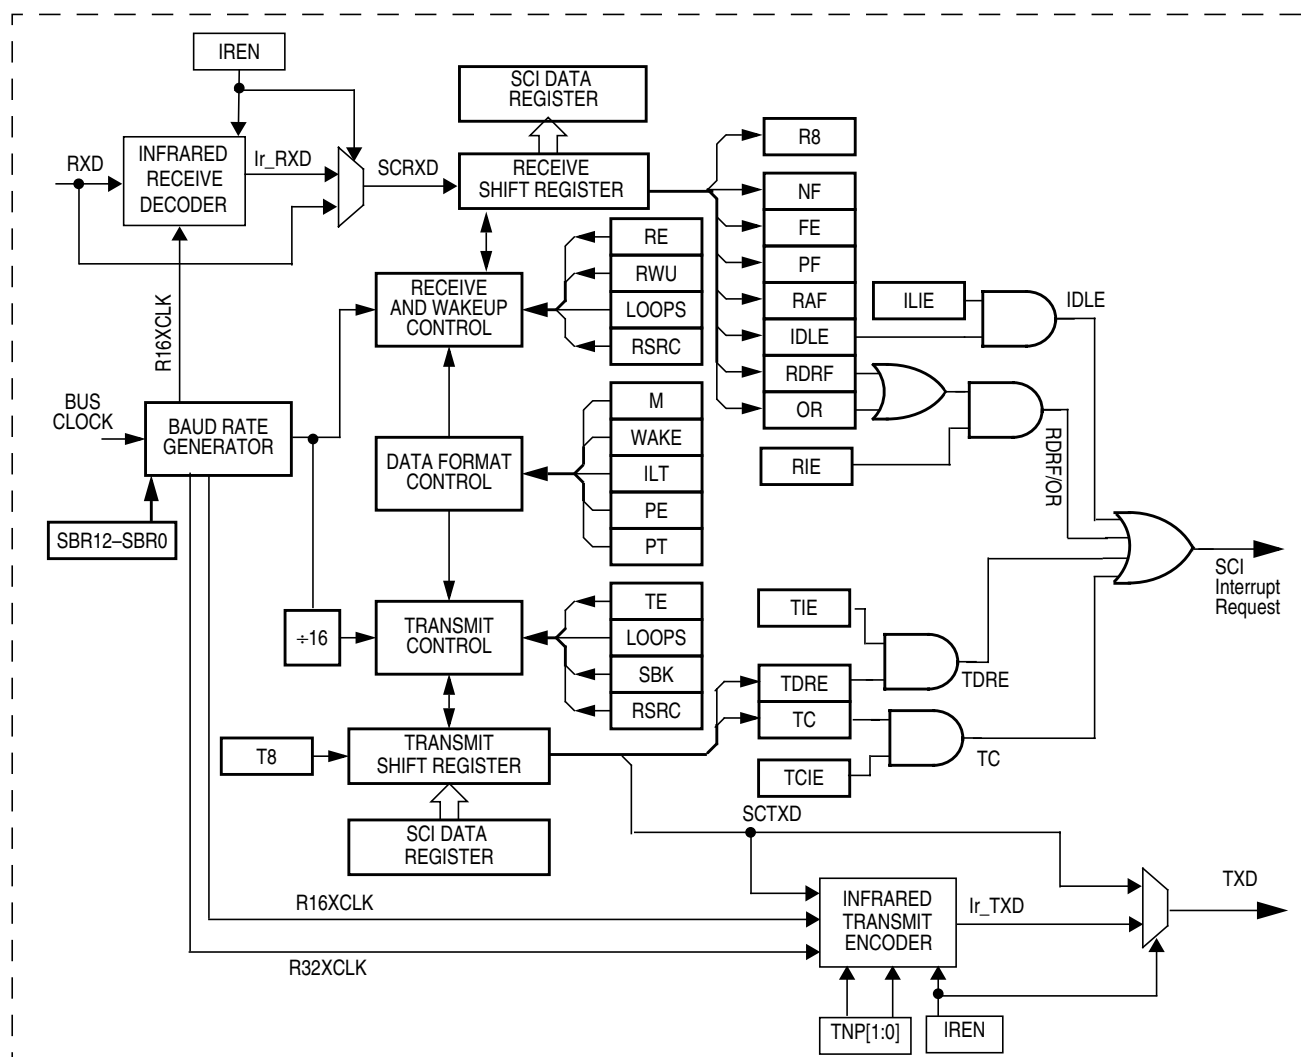 IREN
SCI DATA
REGISTER
R8
RXD
INFRARED
RECEIVE
DECODER
Ir_RXD
SCRXD
RECEIVE
SHIFT REGISTER
NF
FE
PF
RAF
IDLE
RDRF
OR
RE
RWU
LOOPS
RSRC
RECEIVE
AND WAKEUP
CONTROL
ILIE
IDLE
R16XCLK
BUS
CLOCK
BAUD RATE
GENERATOR
M
WAKE
ILT
PE
PT
DATA FORMAT
CONTROL
RIE
RDRF/OR
SBR12–SBR0
SCI
Interrupt
Request
÷16
TRANSMIT
CONTROL
TE
LOOPS
SBK
RSRC
TIE
TDRE
TDRE
TC
TC
TCIE
T8
TRANSMIT
SHIFT REGISTER
SCI DATA
REGISTER
SCTXD
R16XCLK
R32XCLK
INFRARED
TRANSMIT
ENCODER
Ir_TXD
TXD
TNP[1:0]
IREN